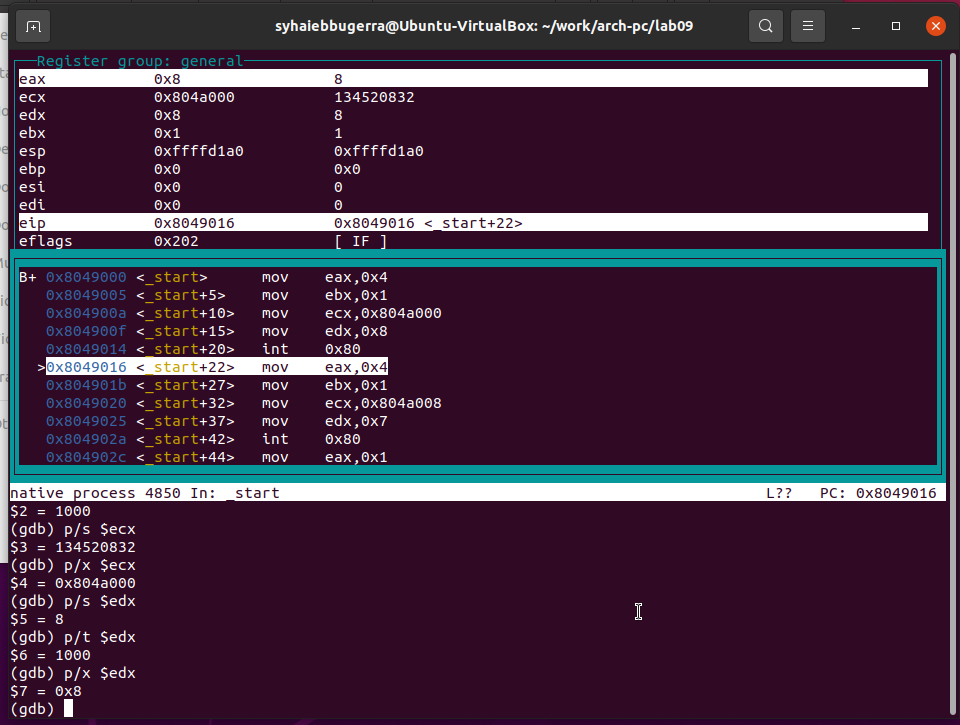 syhaiebbugerra@Ubuntu-VirtualBox: ~/work/arch-pc/lab09
Register group: general
eax 0x8 8
ecx 0x804a000 134520832
edx 0x8 8
ebx 0x1 1
esp 0xffffd1a0 0xffffd1a0
ebp 0x0 0x0
esi 0x0 0
edi 0x0 0
eip 0x8049016 0x8049016 <_start+22>
eflags 0x202 [ IF ]
B+ 0x8049000 <_start> mov eax,0x4
0x8049005 <_start+5> mov ebx,0x1
0x804900a <_start+10> mov ecx,0x804a000
0x804900f <_start+15> mov edx,0x8
0x8049014 <_start+20> int 0x80
>0x8049016 <_start+22> mov eax,0x4
0x804901b <_start+27> mov ebx,0x1
0x8049020 <_start+32> mov ecx,0x804a008
0x8049025 <_start+37> mov edx,0x7
0x804902a <_start+42> int 0x80
0x804902c <_start+44> mov eax,0x1
native process 4850 In: _start L?? PC: 0x8049016
$2 = 1000
(gdb) p/s $ecx
$3 = 134520832
(gdb) p/x $ecx
$4 = 0x804a000
(gdb) p/s $edx
$5 = 8
(gdb) p/t $edx
$6 = 1000
(gdb) p/x $edx
$7 = 0x8
(gdb)